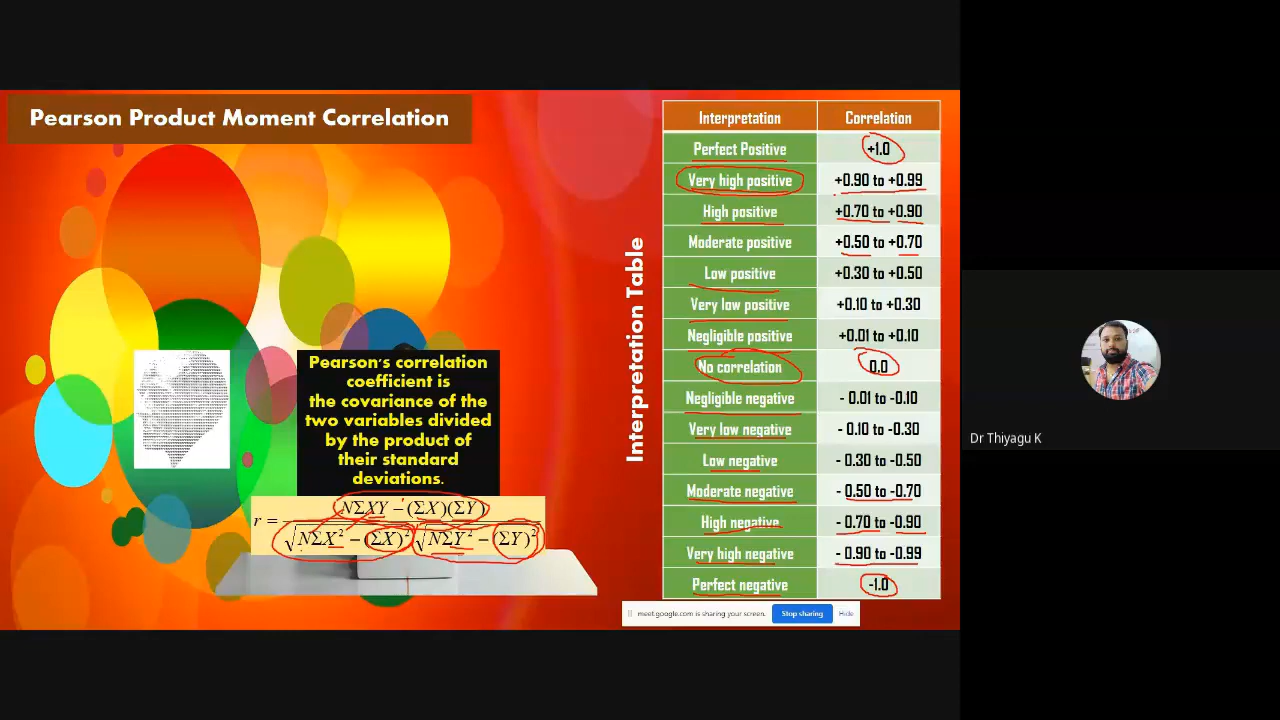 Pearson Product Moment Correlation
Pearson's correlation
coefficient is
the covariance of the
two variables divided
by the product of
their standard
deviations.
r = NΣXY − (ΣX)(ΣY)
√NΣX² − (ΣX)² √NΣY² − (ΣY)²
Interpretation Table
Interpretation Correlation
Perfect Positive +1.0
Very high positive +0.90 to +0.99
High positive +0.70 to +0.90
Moderate positive +0.50 to +0.70
Low positive +0.30 to +0.50
Very low positive +0.10 to +0.30
Negligible positive +0.01 to +0.10
No correlation 0.0
Negligible negative - 0.01 to -0.10
Very low negative - 0.10 to -0.30
Low negative - 0.30 to -0.50
Moderate negative - 0.50 to -0.70
High negative - 0.70 to -0.90
Very high negative - 0.90 to -0.99
Perfect negative -1.0
meet.google.com is sharing your screen. Stop sharing Hide
Dr Thiyagu K